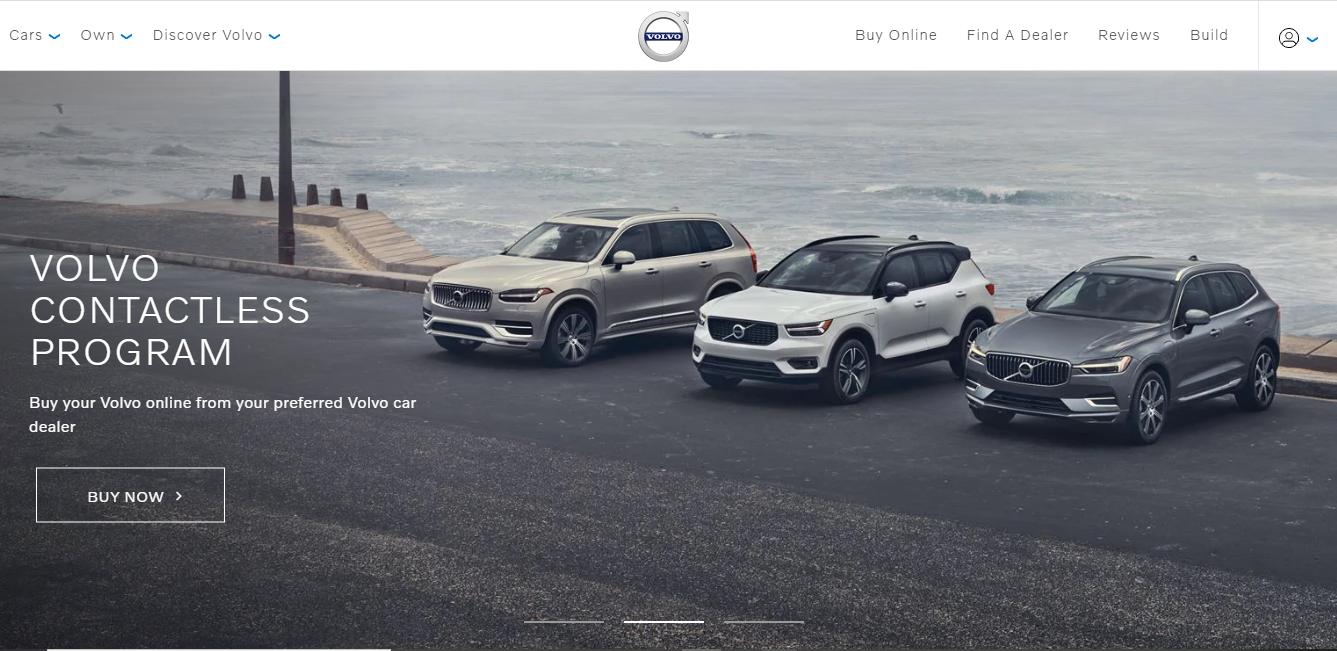 Cars Own Discover Volvo VOLVO Buy Online Find A Dealer Reviews Build
VOLVO
CONTACTLESS
PROGRAM
Buy your Volvo online from your preferred Volvo car
dealer
BUY NOW